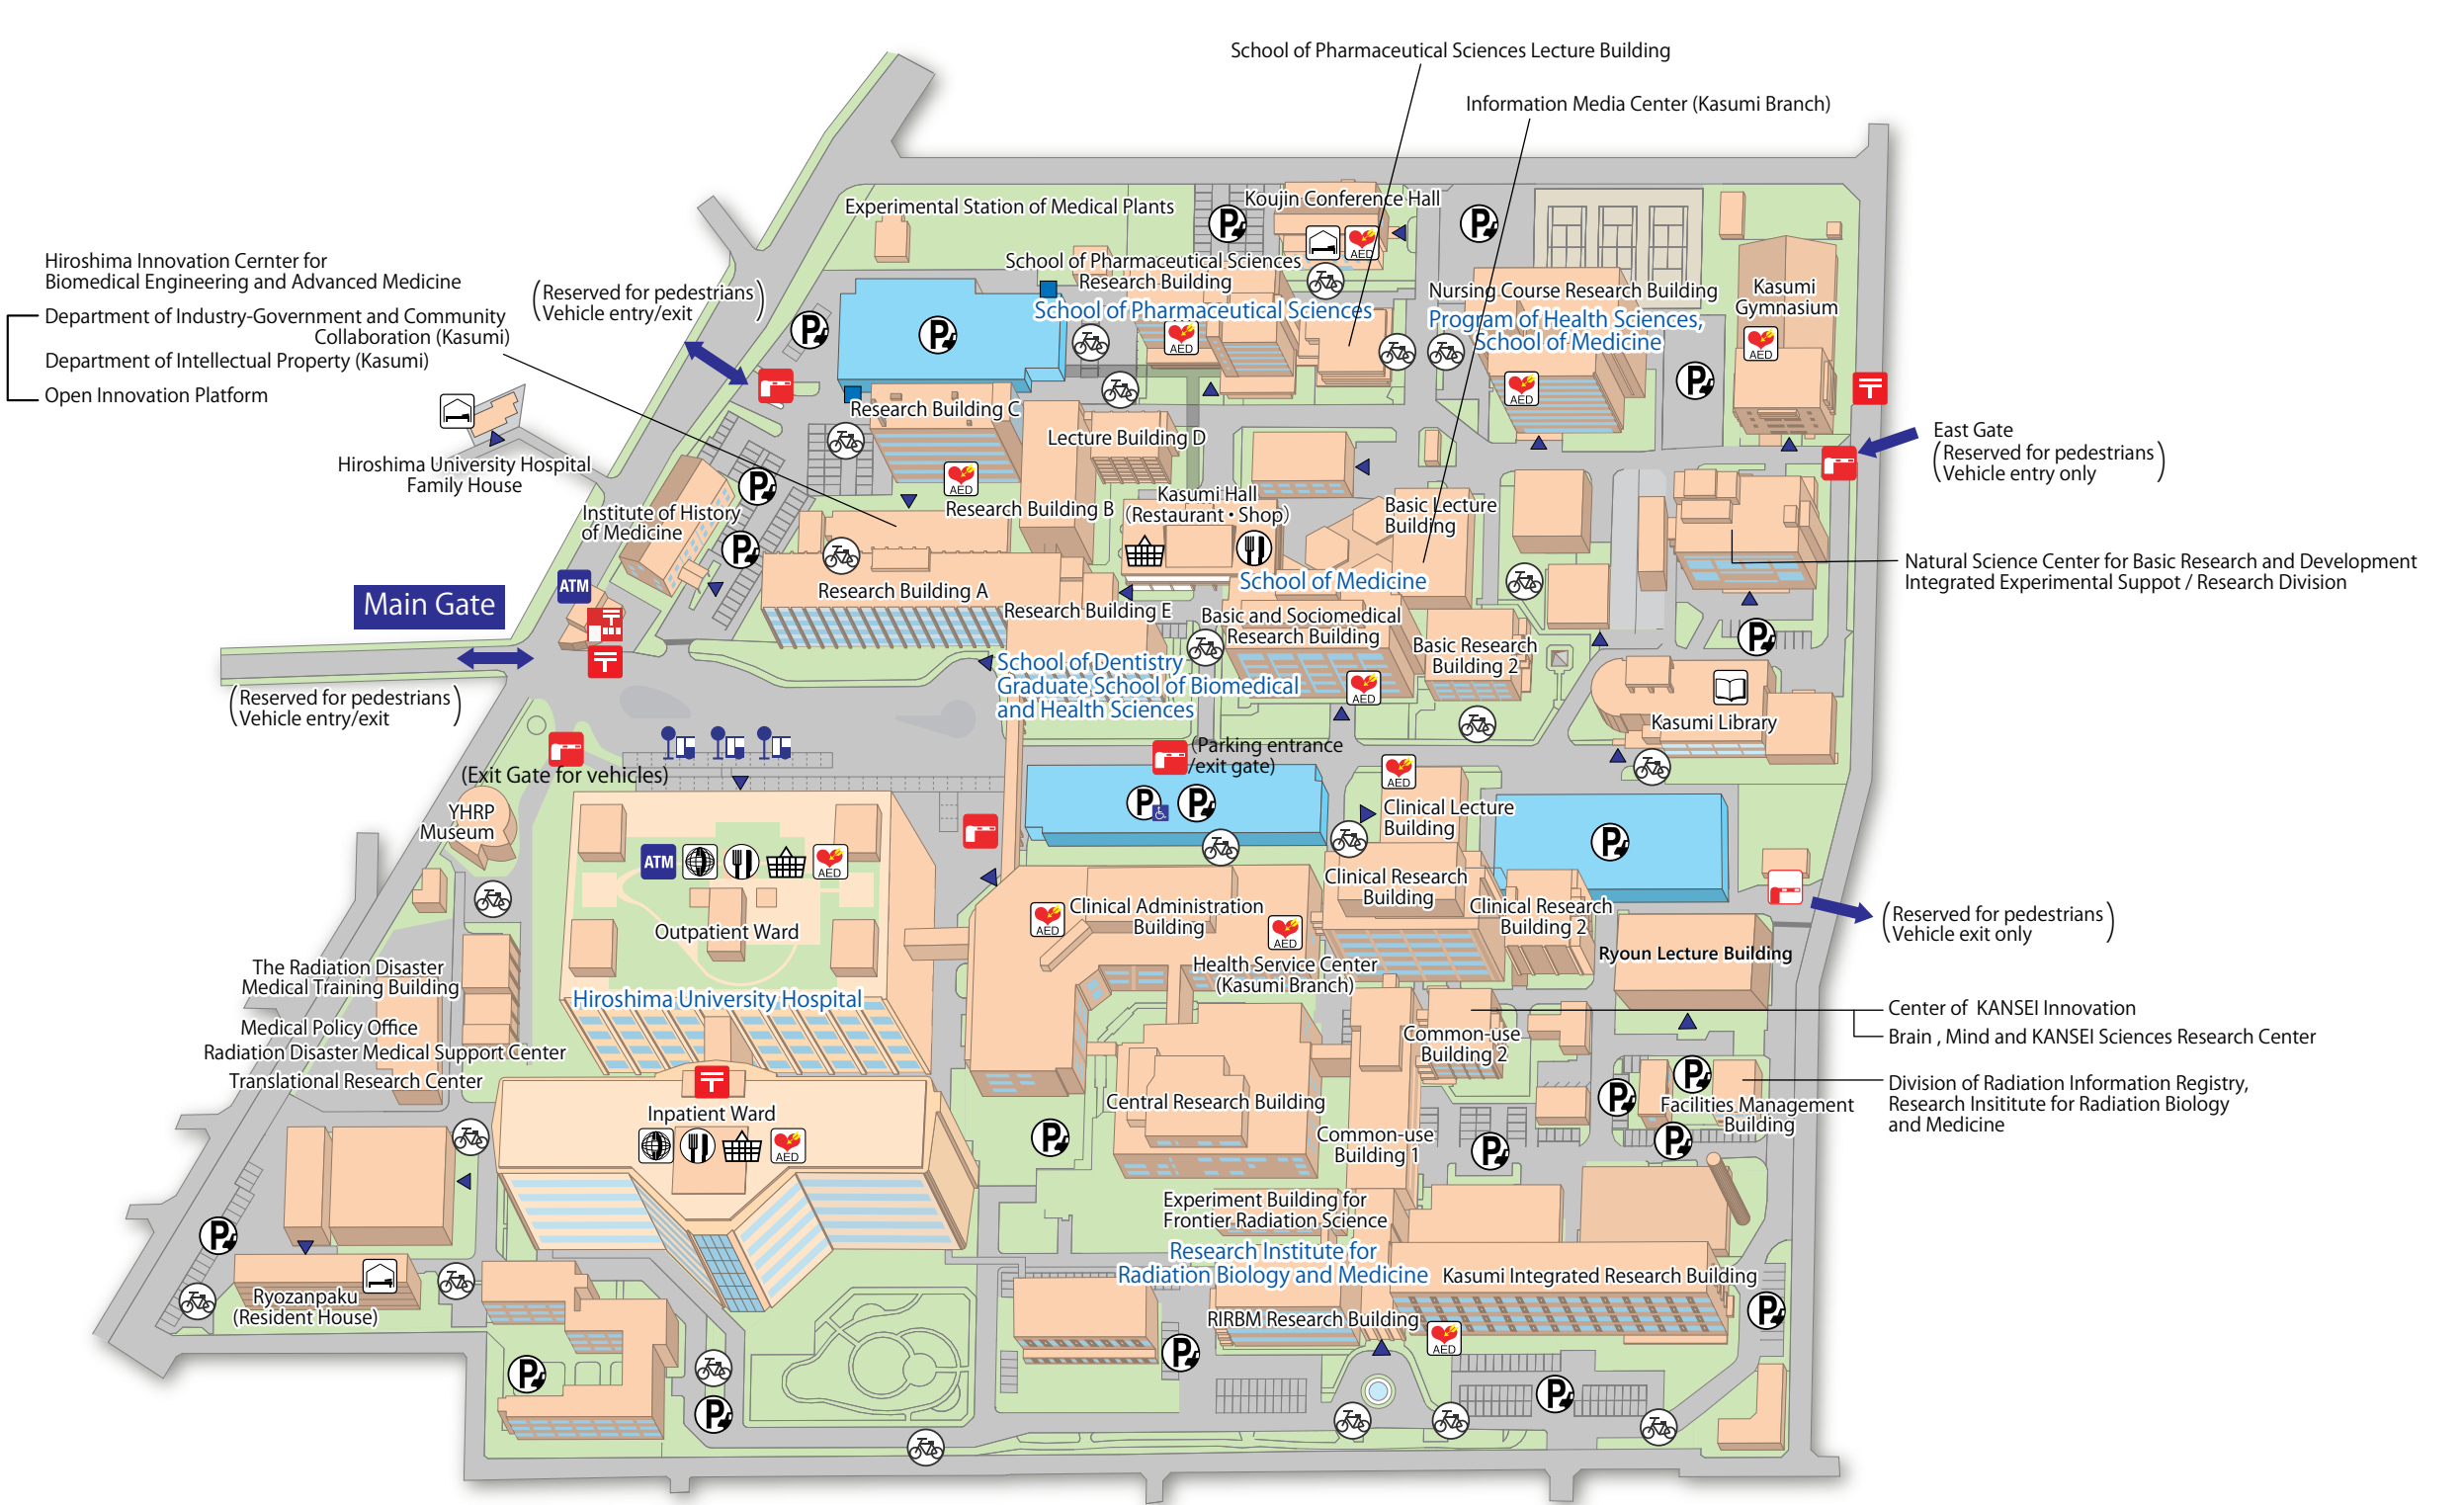 School of Pharmaceutical Sciences Lecture Building
Information Media Center (Kasumi Branch)
Experimental Station of Medical Plants
Koujin Conference Hall
AED
School of Pharmaceutical Sciences
Research Building
School of Pharmaceutical Sciences
AED
Nursing Course Research Building
Program of Health Sciences,
School of Medicine
AED
Kasumi
Gymnasium
AED
Hiroshima Innovation Cernter for
Biomedical Engineering and Advanced Medicine
Department of Industry-Government and Community
Collaboration (Kasumi)
Department of Intellectual Property (Kasumi)
Open Innovation Platform
(Reserved for pedestrians
Vehicle entry/exit)
P
P
P
P
P
Hiroshima University Hospital
Family House
Institute of History
of Medicine
P
P
Research Building C
AED
Lecture Building D
Research Building B
Kasumi Hall
(Restaurant・Shop)
Basic Lecture
Building
East Gate
(Reserved for pedestrians
Vehicle entry only)
Natural Science Center for Basic Research and Development
Integrated Experimental Suppot / Research Division
P
Main Gate
ATM
(Reserved for pedestrians
Vehicle entry/exit)
Research Building A
Research Building E
School of Medicine
Basic and Sociomedical
Research Building
AED
Basic Research
Building 2
School of Dentistry
Graduate School of Biomedical
and Health Sciences
Kasumi Library
(Exit Gate for vehicles)
(Parking entrance
/exit gate)
P
P
AED
Clinical Lecture
Building
P
YHRP
Museum
ATM
AED
Outpatient Ward
Hiroshima University Hospital
AED
Clinical Administration
Building
AED
Health Service Center
(Kasumi Branch)
Clinical Research
Building
Clinical Research
Building 2
Ryoun Lecture Building
(Reserved for pedestrians
Vehicle exit only)
The Radiation Disaster
Medical Training Building
Medical Policy Office
Radiation Disaster Medical Support Center
Translational Research Center
Common-use
Building 2
Center of KANSEI Innovation
Brain , Mind and KANSEI Sciences Research Center
Division of Radiation Information Registry,
Research Insititute for Radiation Biology
and Medicine
P
P
Facilities Management
Building
P
Inpatient Ward
AED
P
Central Research Building
Common-use
Building 1
P
Experiment Building for
Frontier Radiation Science
Research Institute for
Radiation Biology and Medicine
Kasumi Integrated Research Building
RIRBM Research Building
AED
P
P
P
P
Ryozanpaku
(Resident House)
P
P